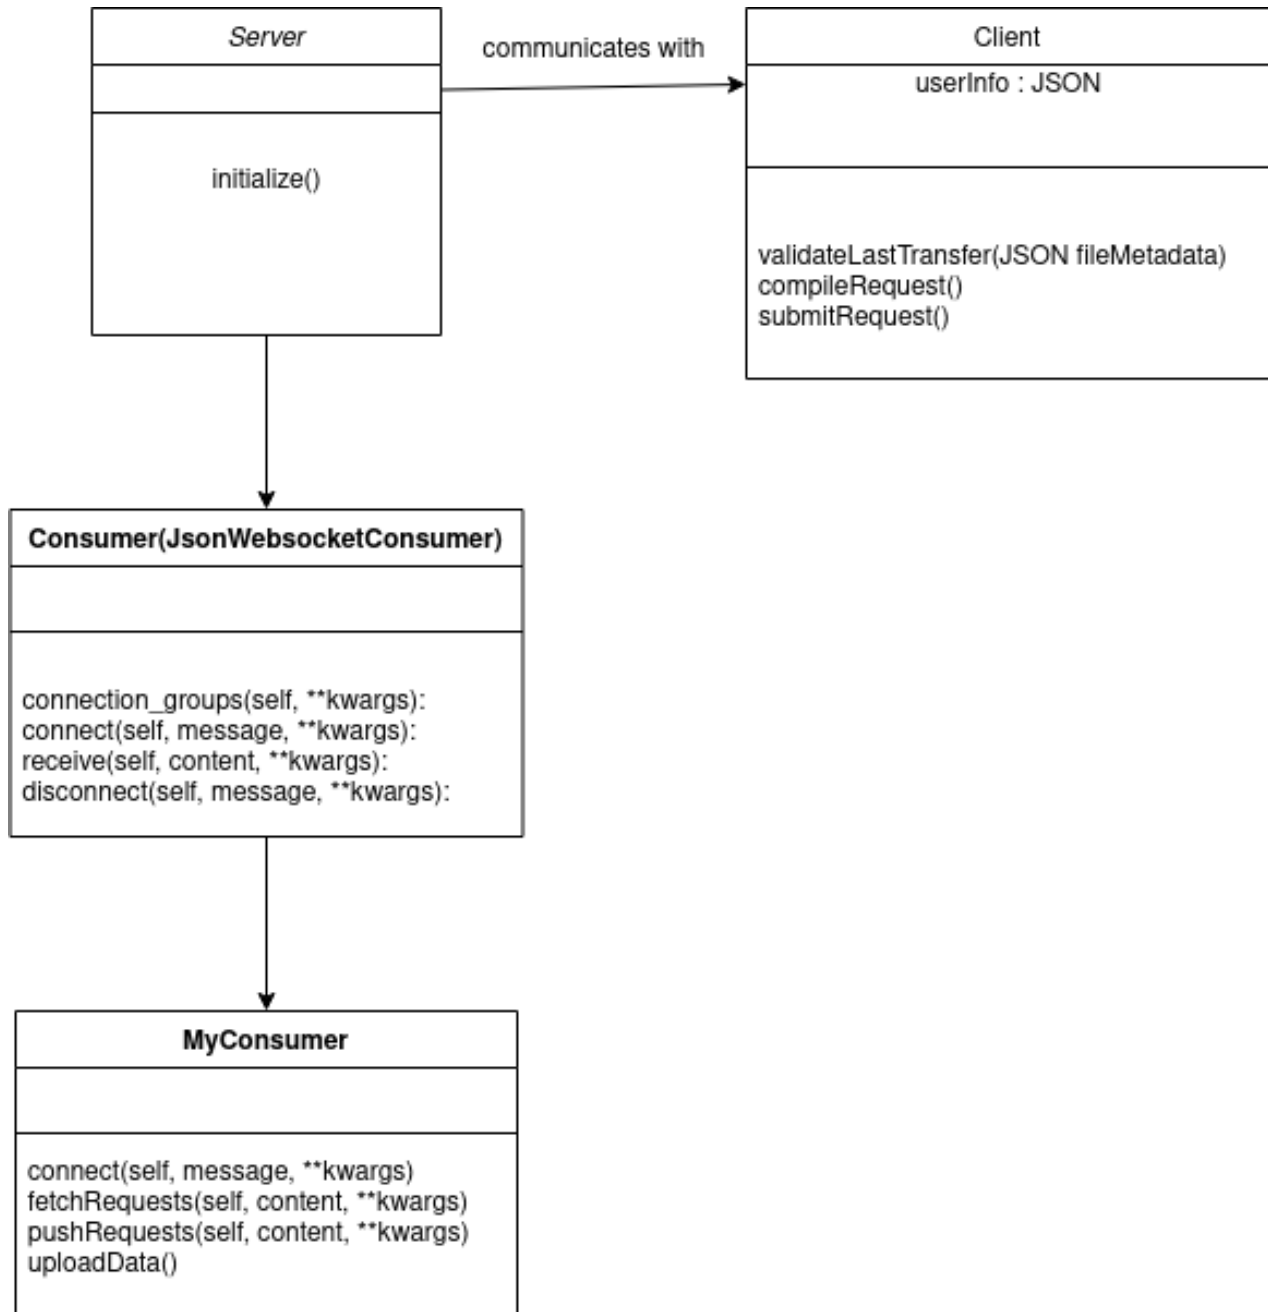 Server
communicates with
Client
userInfo : JSON
initialize()
validateLastTransfer(JSON fileMetadata)
compileRequest()
submitRequest()
Consumer(JsonWebsocketConsumer)
connection_groups(self, **kwargs):
connect(self, message, **kwargs):
receive(self, content, **kwargs):
disconnect(self, message, **kwargs):
MyConsumer
connect(self, message, **kwargs)
fetchRequests(self, content, **kwargs)
pushRequests(self, content, **kwargs)
uploadData()